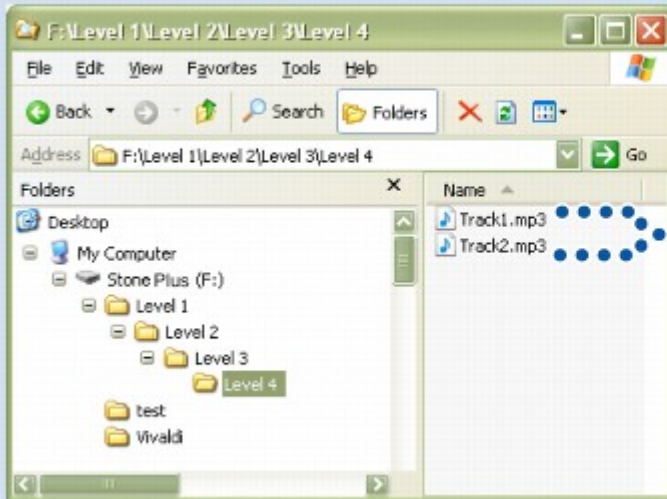 F:\Level 1\Level 2\Level 3\Level 4
File Edit View Favorites Tools Help
Back Search Folders
Address F:\Level 1\Level 2\Level 3\Level 4 Go
Folders
Desktop
My Computer
Stone Plus (F:)
Level 1
Level 2
Level 3
Level 4
test
Vivaldi
Name
Track1.mp3
Track2.mp3